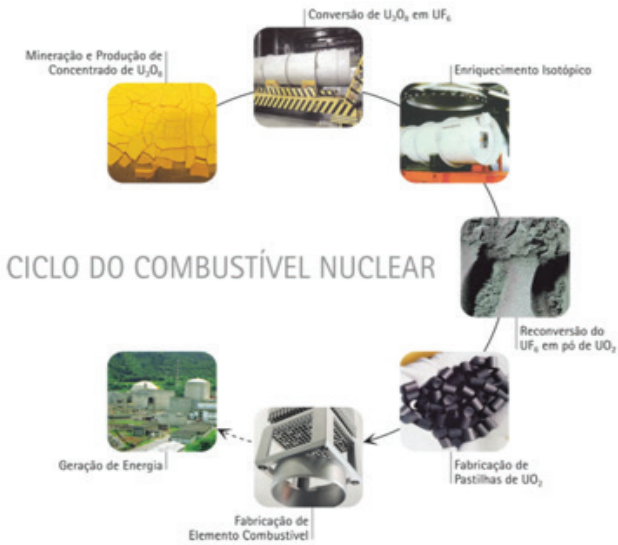 Conversão de U₃O₈ em UF₆
Mineração e Produção de
Concentrado de U₃O₈
Enriquecimento Isotópico
CICLO DO COMBUSTÍVEL NUCLEAR
Reconversão do
UF₆ em pó de UO₂
Geração de Energia
Fabricação de
Pastilhas de UO₂
Fabricação de
Elemento Combustível